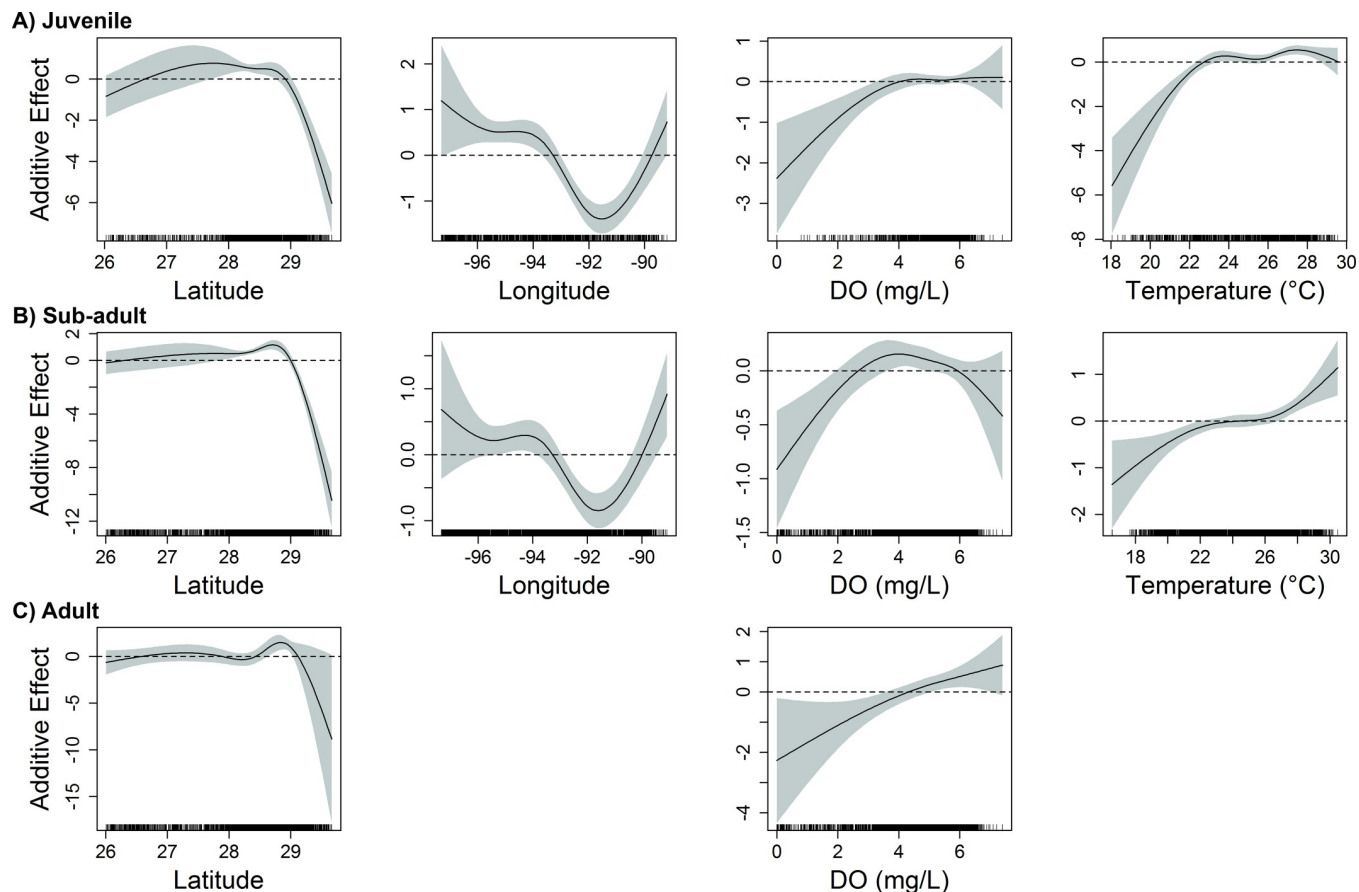 A) Juvenile
Additive Effect
0
-2
-4
-6
26 27 28 29
Latitude
2
1
0
-1
-96 -94 -92 -90
Longitude
1
0
-1
-2
-3
0 2 4 6
DO (mg/L)
0
-2
-4
-6
-8
18 20 22 24 26 28 30
Temperature (°C)
B) Sub-adult
Additive Effect
2
0
-4
-8
-12
26 27 28 29
Latitude
1.0
0.0
-1.0
-96 -94 -92 -90
Longitude
0.0
-0.5
-1.0
-1.5
0 2 4 6
DO (mg/L)
1
0
-1
-2
18 22 26 30
Temperature (°C)
C) Adult
Additive Effect
0
-5
-10
-15
26 27 28 29
Latitude
2
1
0
-2
-4
0 2 4 6
DO (mg/L)